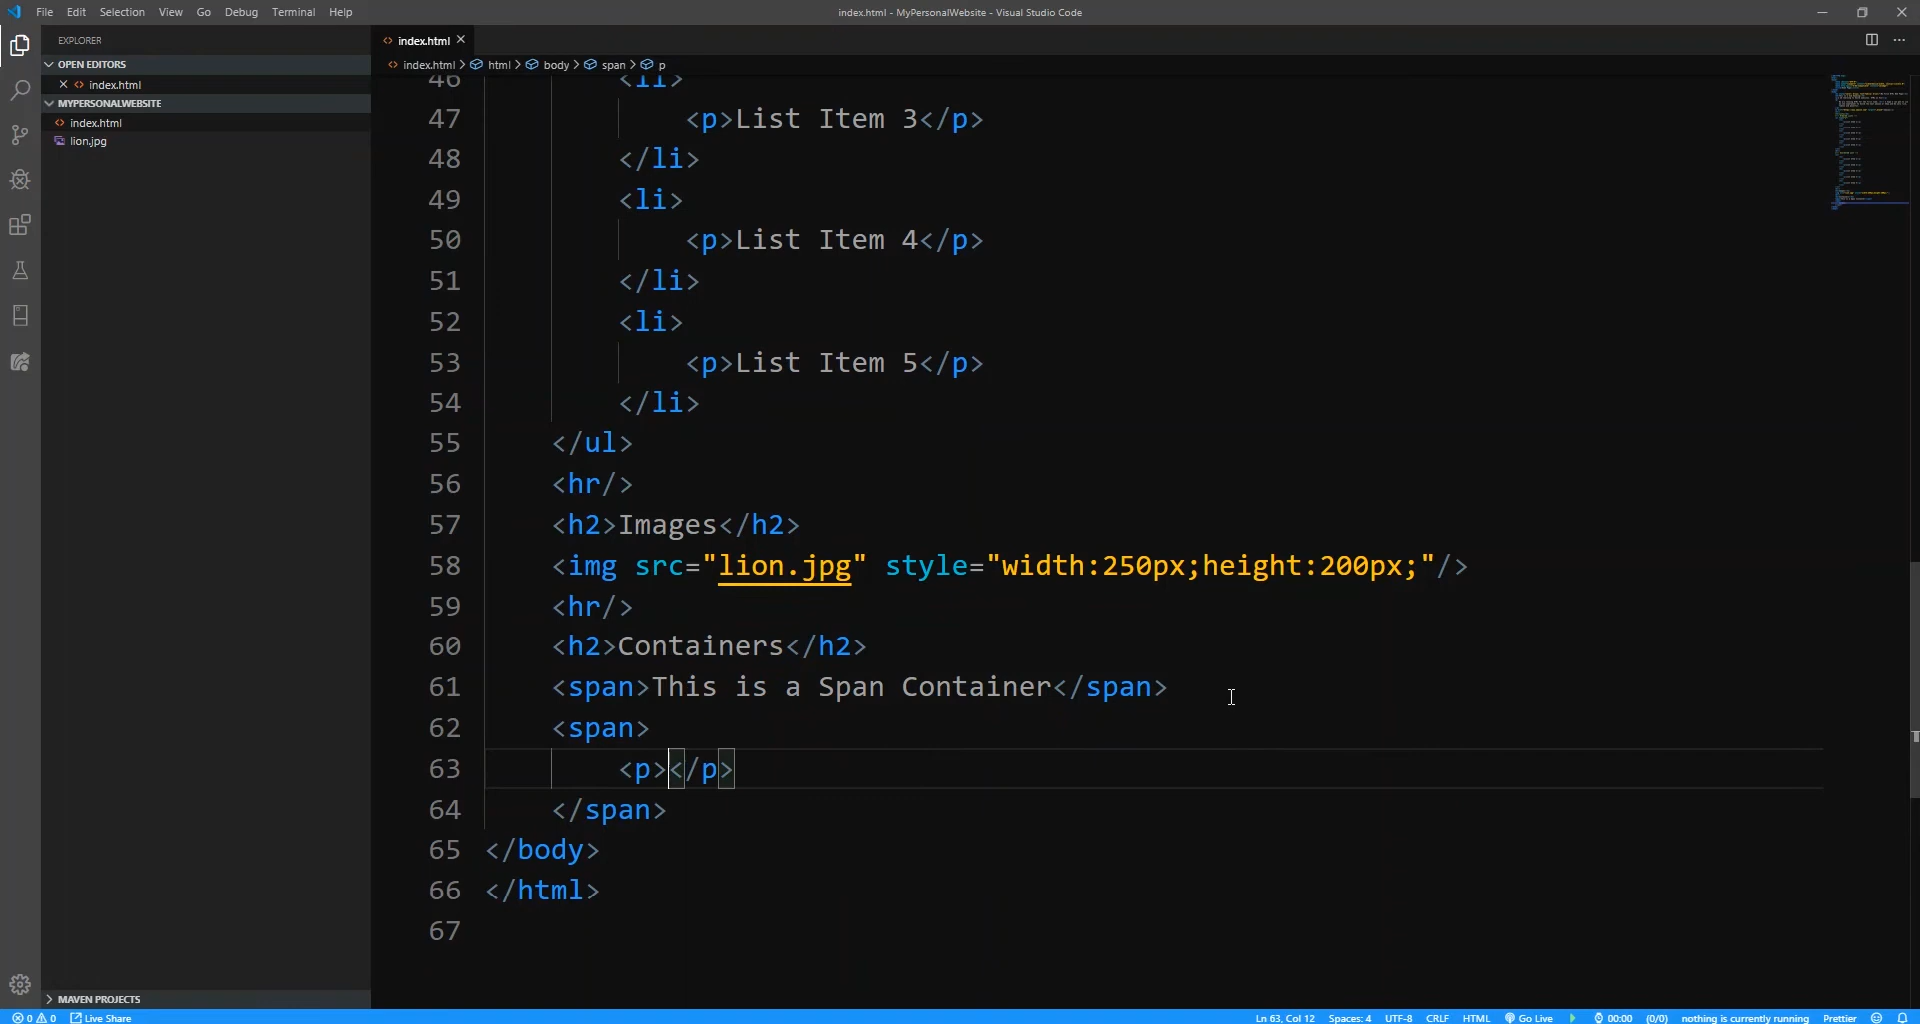 File Edit Selection View Go Debug Terminal Help
index.html - MyPersonalWebsite - Visual Studio Code
EXPLORER
OPEN EDITORS
index.html
MYPERSONALWEBSITE
index.html
lion.jpg
MAVEN PROJECTS
index.html
index.html > html > body > span > p
46 <li>
47 <p>List Item 3</p>
48 </li>
49 <li>
50 <p>List Item 4</p>
51 </li>
52 <li>
53 <p>List Item 5</p>
54 </li>
55 </ul>
56 <hr/>
57 <h2>Images</h2>
58 <img src="lion.jpg" style="width:250px;height:200px;"/>
59 <hr/>
60 <h2>Containers</h2>
61 <span>This is a Span Container</span>
62 <span>
63 <p></p>
64 </span>
65 </body>
66 </html>
67
0 0 Live Share
Ln 63, Col 12 Spaces: 4 UTF-8 CRLF HTML Go Live 00:00 (0/0) nothing is currently running Prettier